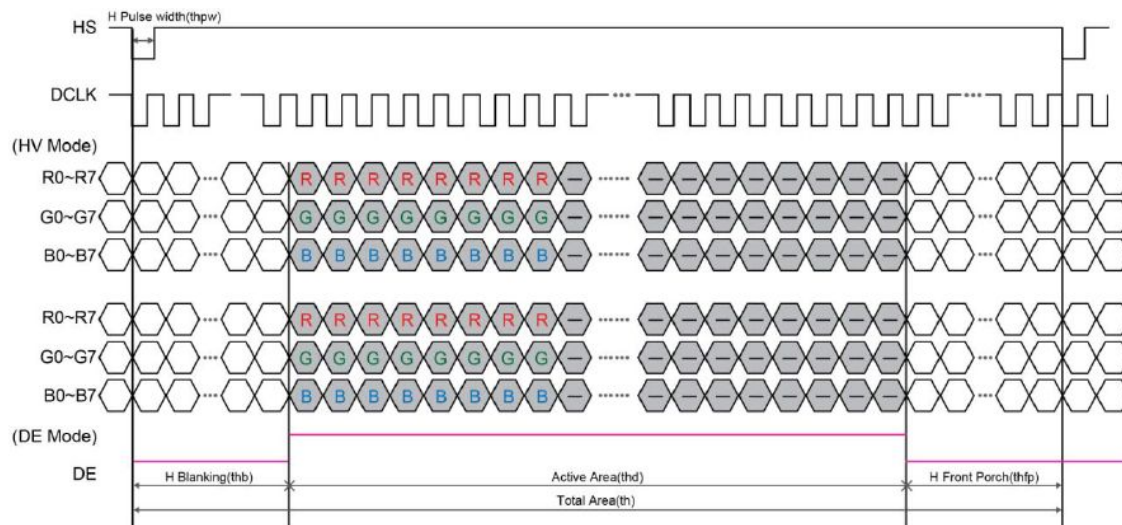 H Pulse width(thpw)
HS
DCLK
(HV Mode)
R0~R7 R R R R R R R R
G0~G7 G G G G G G G G
B0~B7 B B B B B B B B
R0~R7 R R R R R R R R
G0~G7 G G G G G G G G
B0~B7 B B B B B B B B
(DE Mode)
DE
H Blanking(thb) Active Area(thd) H Front Porch(thfp)
Total Area(th)